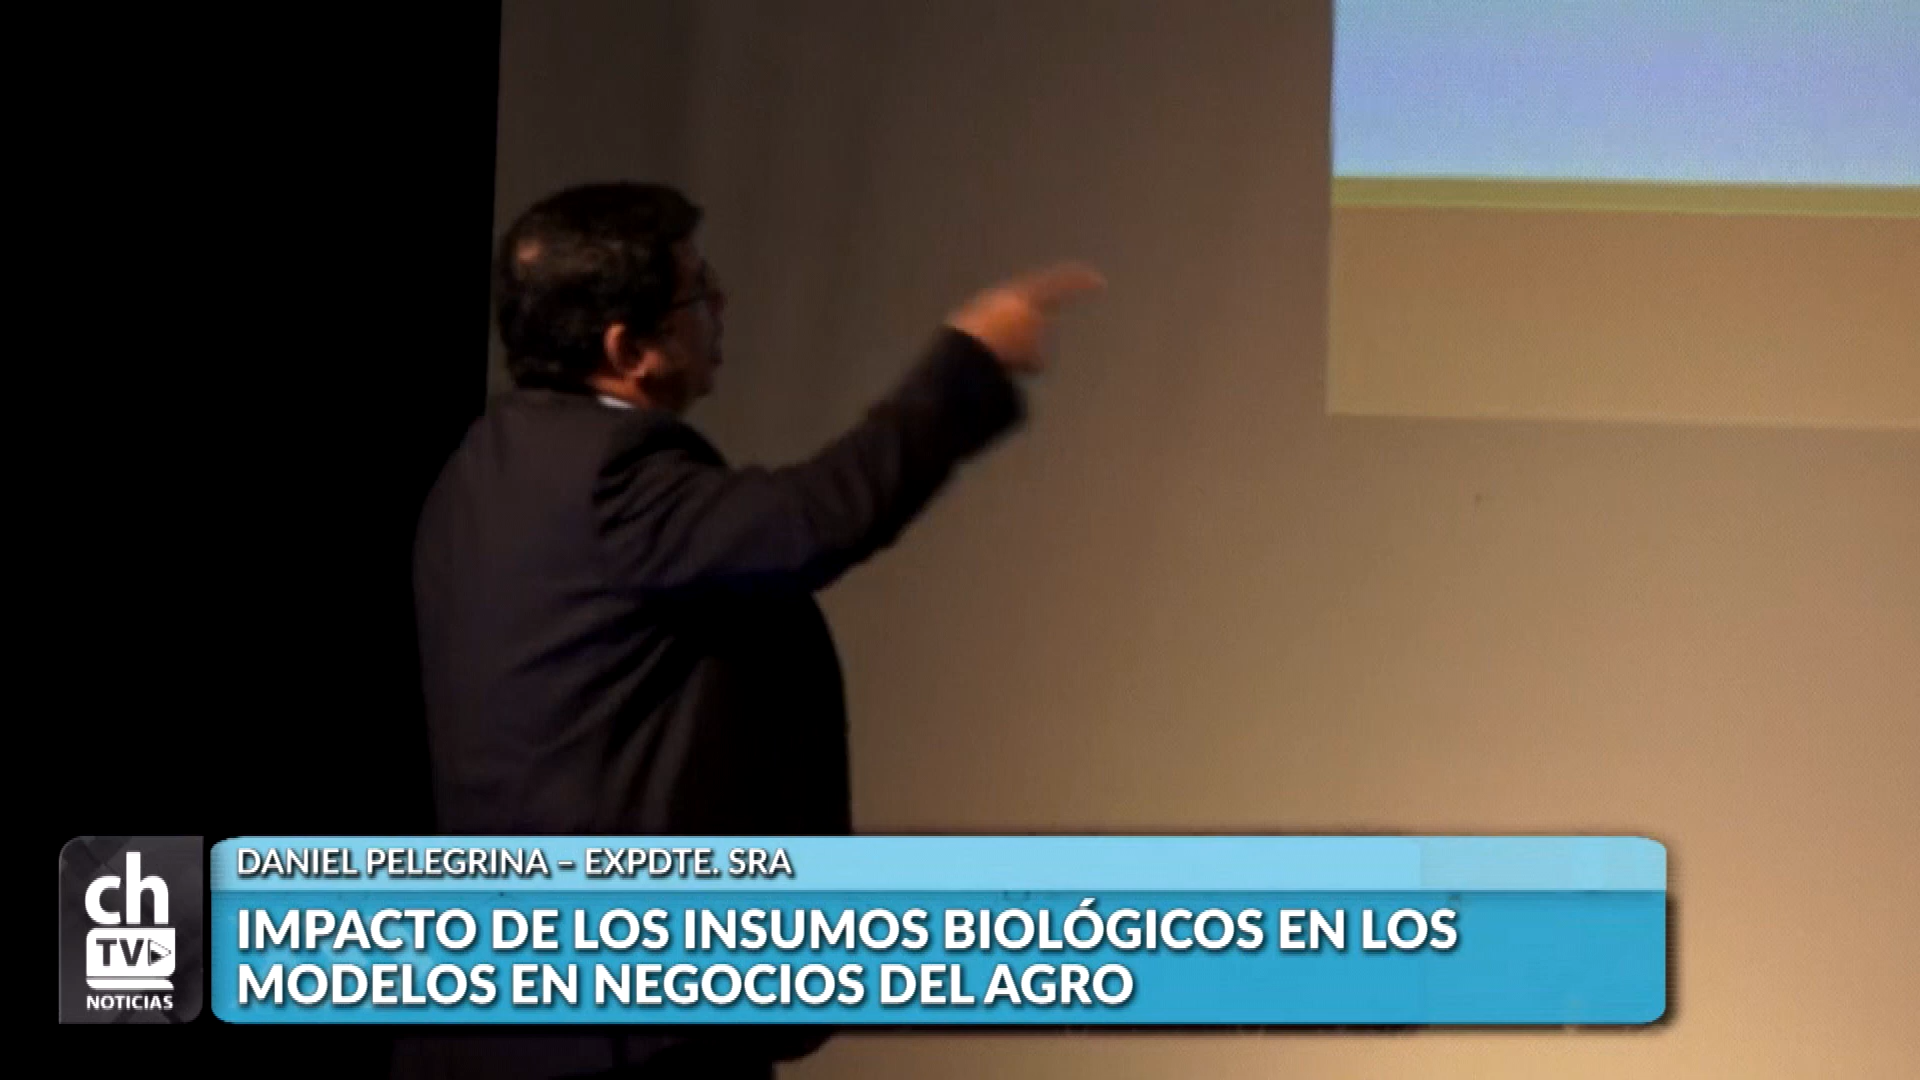 DANIEL PELEGRINA – EXPDTE. SRA
IMPACTO DE LOS INSUMOS BIOLÓGICOS EN LOS
MODELOS EN NEGOCIOS DEL AGRO
ch
TV
NOTICIAS